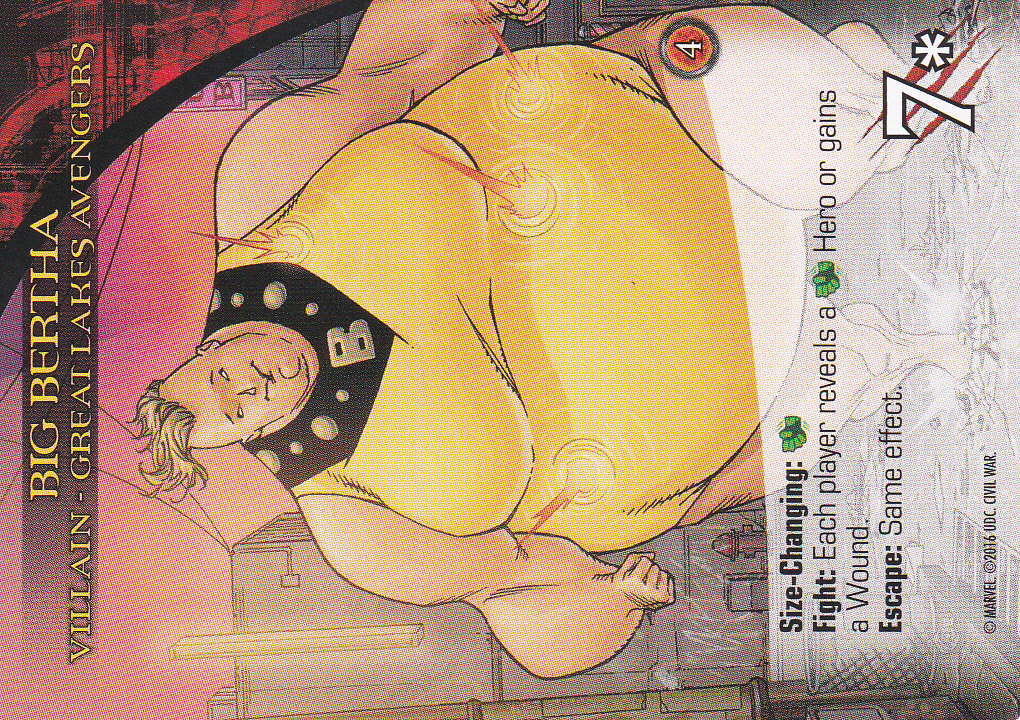 BIG BERTHA
VILLAIN - GREAT LAKES AVENGERS
B
B
4
Size-Changing:
Fight: Each player reveals a Hero or gains
a Wound.
Escape: Same effect.
7*
© MARVEL. ©2016 UDC. CIVIL WAR.